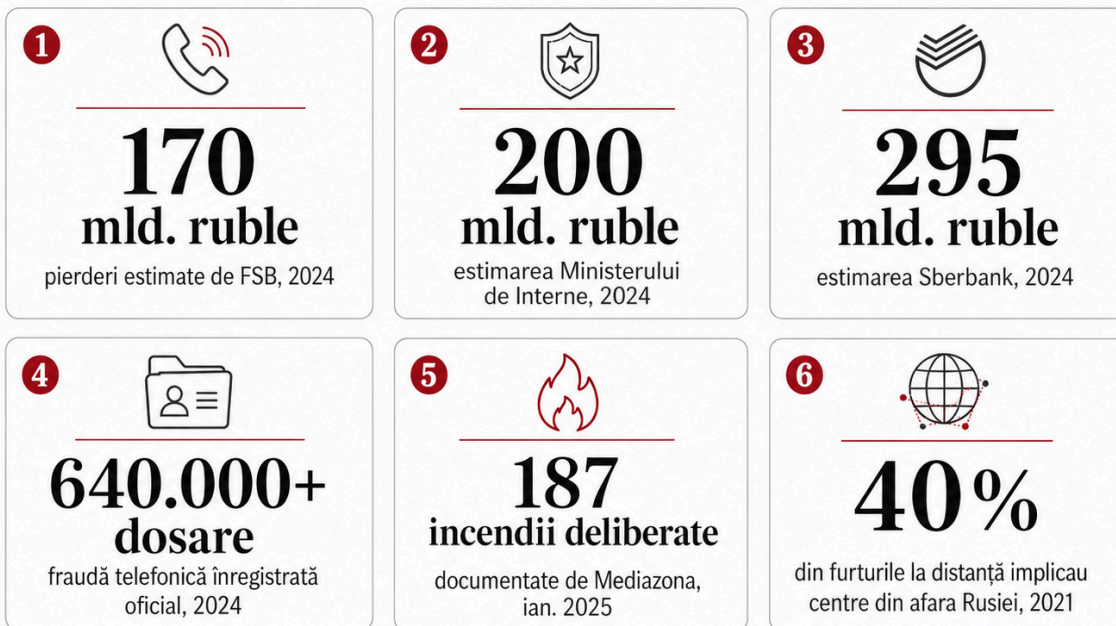 1
170
mld. ruble
pierderi estimate de FSB, 2024
2
200
mld. ruble
estimarea Ministerului
de Interne, 2024
3
295
mld. ruble
estimarea Sberbank, 2024
4
640.000+
dosare
fraudă telefonică înregistrată
oficial, 2024
5
187
incendii deliberate
documentate de Mediazona,
ian. 2025
6
40%
din furturile la distanță implicau
centre din afara Rusiei, 2021